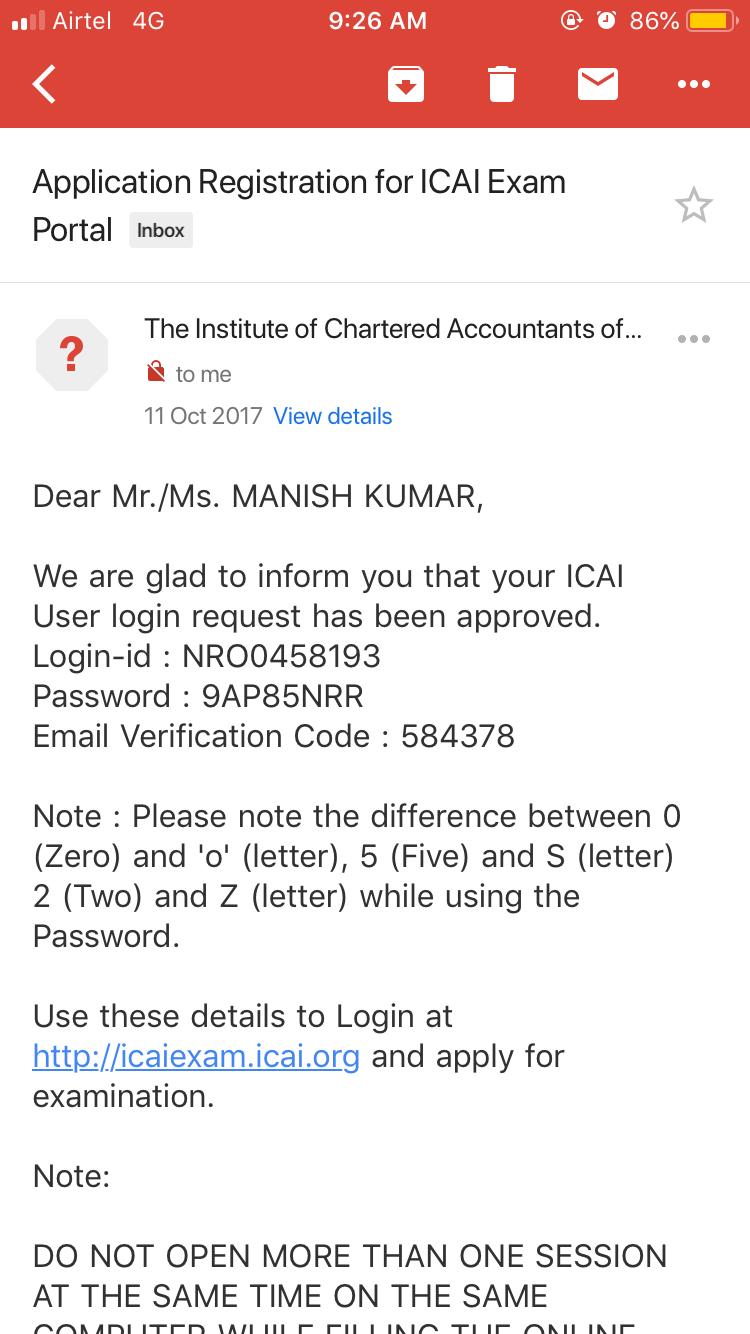 Airtel 4G 9:26 AM 86%
Application Registration for ICAI Exam
Portal Inbox
?
The Institute of Chartered Accountants of...
to me
11 Oct 2017 View details
Dear Mr./Ms. MANISH KUMAR,
We are glad to inform you that your ICAI
User login request has been approved.
Login-id : NRO0458193
Password : 9AP85NRR
Email Verification Code : 584378
Note : Please note the difference between 0
(Zero) and 'o' (letter), 5 (Five) and S (letter)
2 (Two) and Z (letter) while using the
Password.
Use these details to Login at
http://icaiexam.icai.org and apply for
examination.
Note:
DO NOT OPEN MORE THAN ONE SESSION
AT THE SAME TIME ON THE SAME
COMPUTER WHILE FILLING THE ONLINE